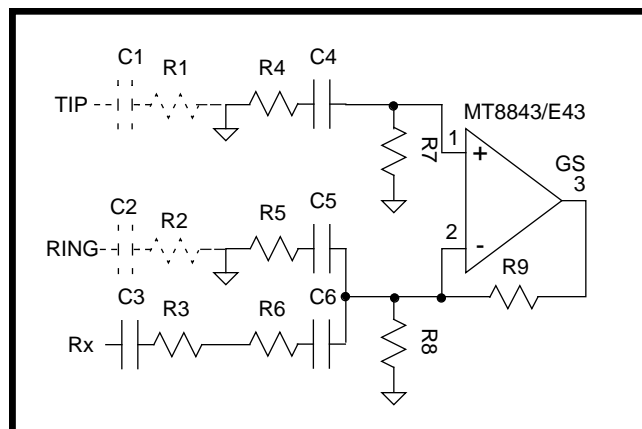 C1
R1
R4
C4
TIP
MT8843/E43
1
+
R7
GS
3
C2
R2
R5
C5
2
-
RING
R9
C3
R3
R6
C6
Rx
R8